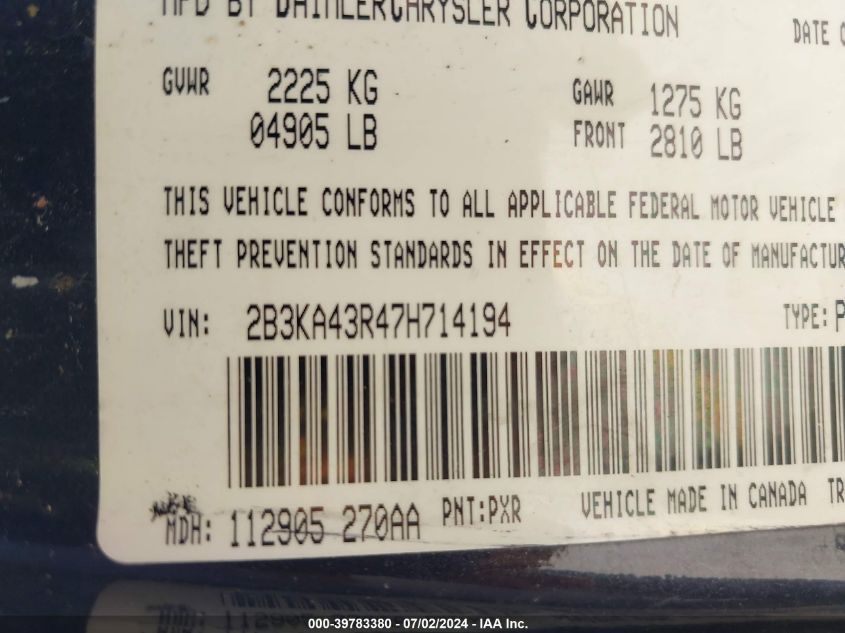 MFD BY DAIMLERCHRYSLER CORPORATION
DATE
GVWR 2225 KG GAWR 1275 KG
04905 LB FRONT 2810 LB
THIS VEHICLE CONFORMS TO ALL APPLICABLE FEDERAL MOTOR VEHICLE
THEFT PREVENTION STANDARDS IN EFFECT ON THE DATE OF MANUFACTUR
VIN: 2B3KA43R47H714194 TYPE: P
MDH: 112905 270AA PNT:PXR VEHICLE MADE IN CANADA TR
000-39783380 - 07/02/2024 - IAA Inc.